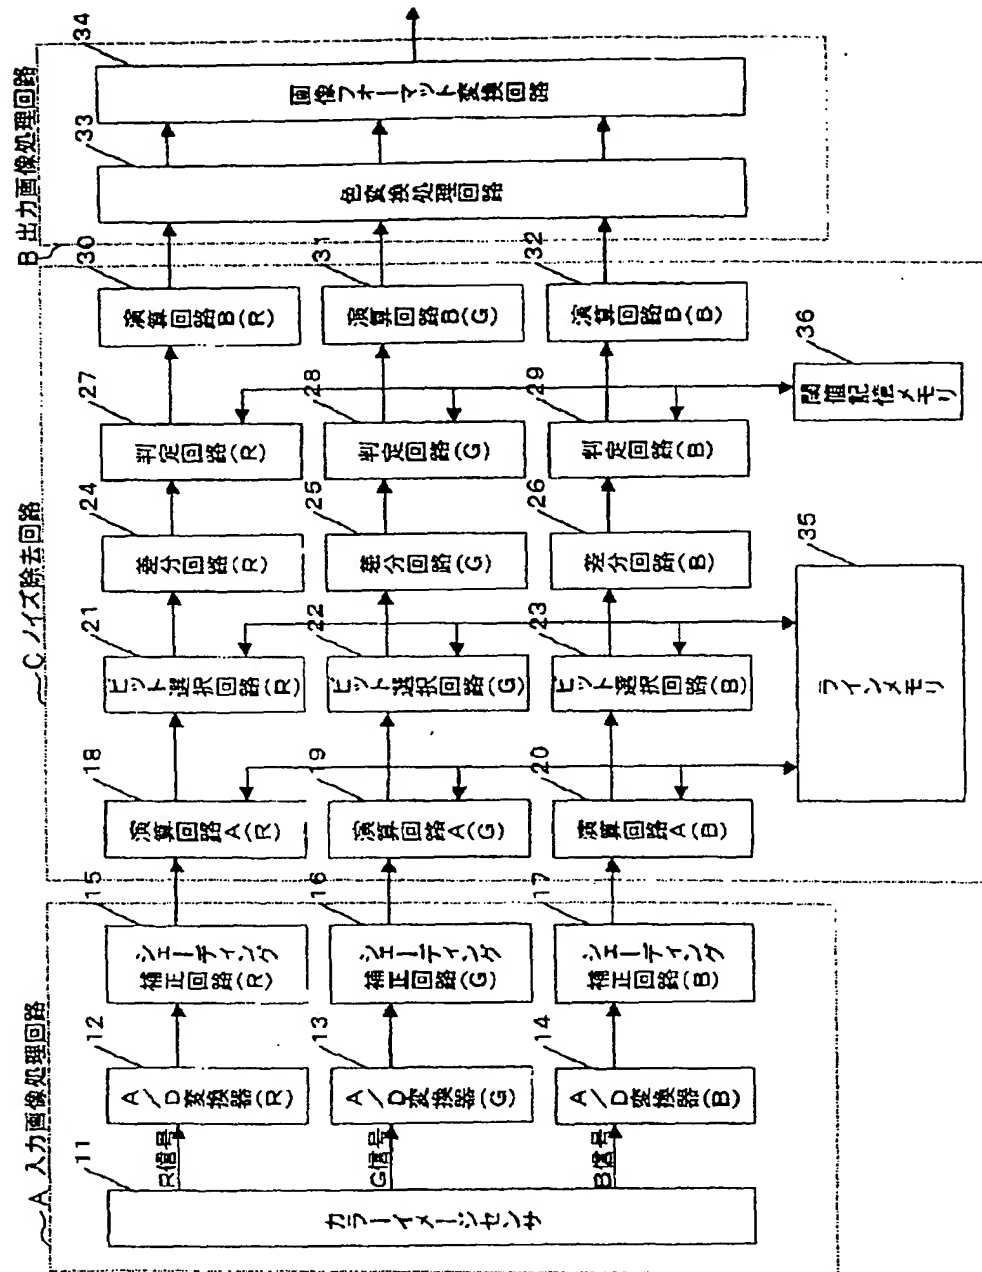 A 入力画像処理回路
11
カラーイメージセンサ
R信号
G信号
B信号
12
A/D変換器(R)
13
A/D変換器(G)
14
A/D変換器(B)
15
シェーディング
補正回路(R)
16
シェーディング
補正回路(G)
17
シェーディング
補正回路(B)
C ノイズ除去回路
18
演算回路A(R)
19
演算回路A(G)
20
演算回路A(B)
21
ビット選択回路(R)
22
ビット選択回路(G)
23
ビット選択回路(B)
24
差分回路(R)
25
差分回路(G)
26
差分回路(B)
27
判定回路(R)
28
判定回路(G)
29
判定回路(B)
30
演算回路B(R)
31
演算回路B(G)
32
演算回路B(B)
35
ラインメモリ
36
閾値記憶メモリ
B 出力画像処理回路
33
色変換処理回路
34
画像フォーマット変換回路